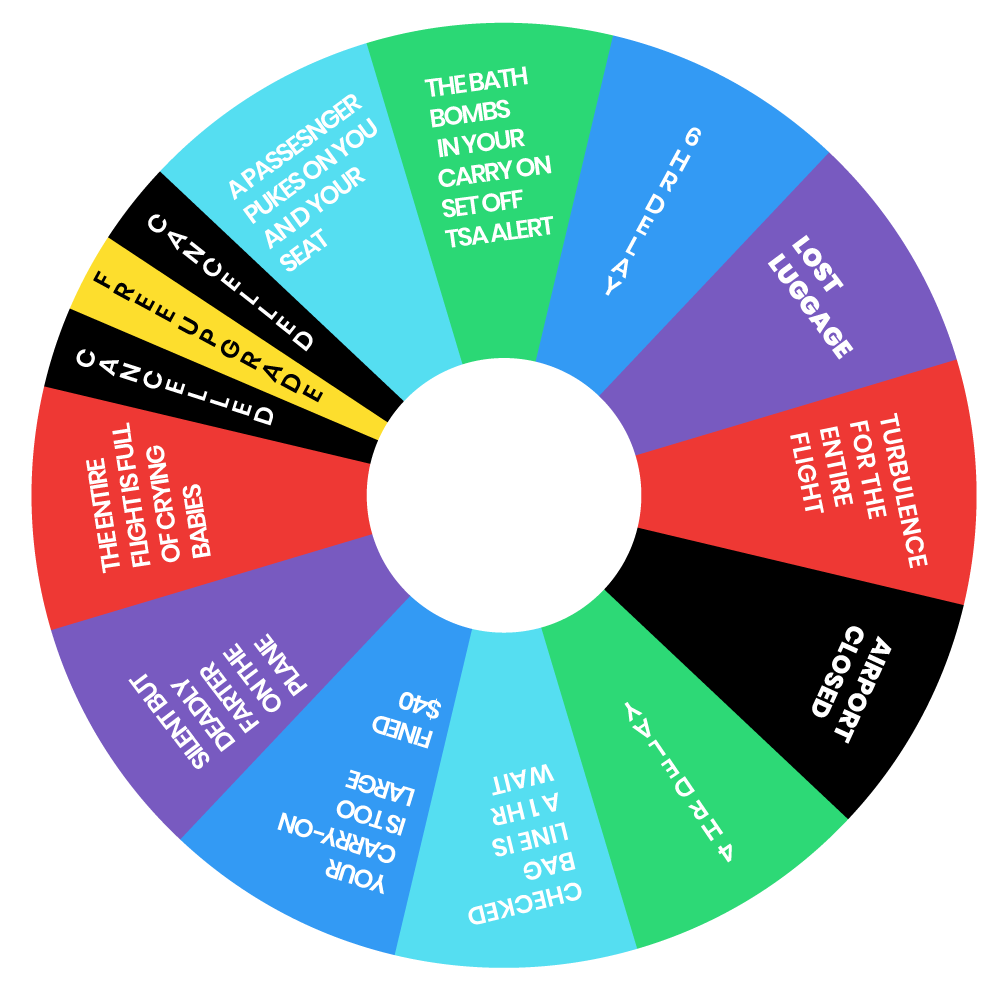 THE BATH
BOMBS
IN YOUR
CARRY ON
SET OFF
TSA ALERT
6 HR DELAY
LOST
LUGGAGE
TURBULENCE
FOR THE
ENTIRE
FLIGHT
AIRPORT
CLOSED
4 HR DELAY
CHECKED
BAG
LINE IS
A 1 HR
WAIT
YOUR
CARRY-ON
IS TOO
LARGE
FINED
$40
SILENT BUT
DEADLY
FARTER
ON THE
PLANE
THE ENTIRE
FLIGHT IS FULL
OF CRYING
BABIES
CANCELLED
FREE UPGRADE
CANCELLED
A PASSESNGER
PUKES ON YOU
AND YOUR
SEAT